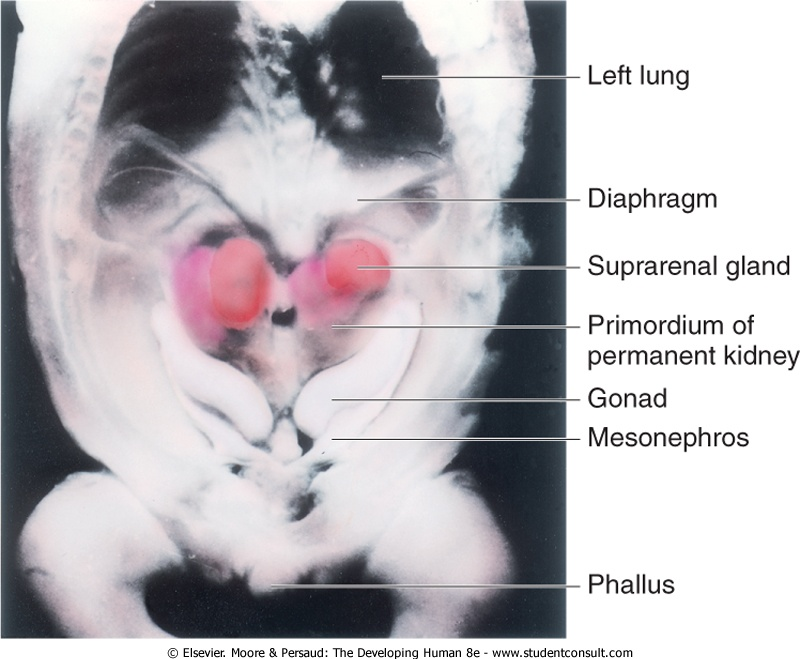 Left lung
Diaphragm
Suprarenal gland
Primordium of
permanent kidney
Gonad
Mesonephros
Phallus
© Elsevier. Moore & Persaud: The Developing Human 8e - www.studentconsult.com